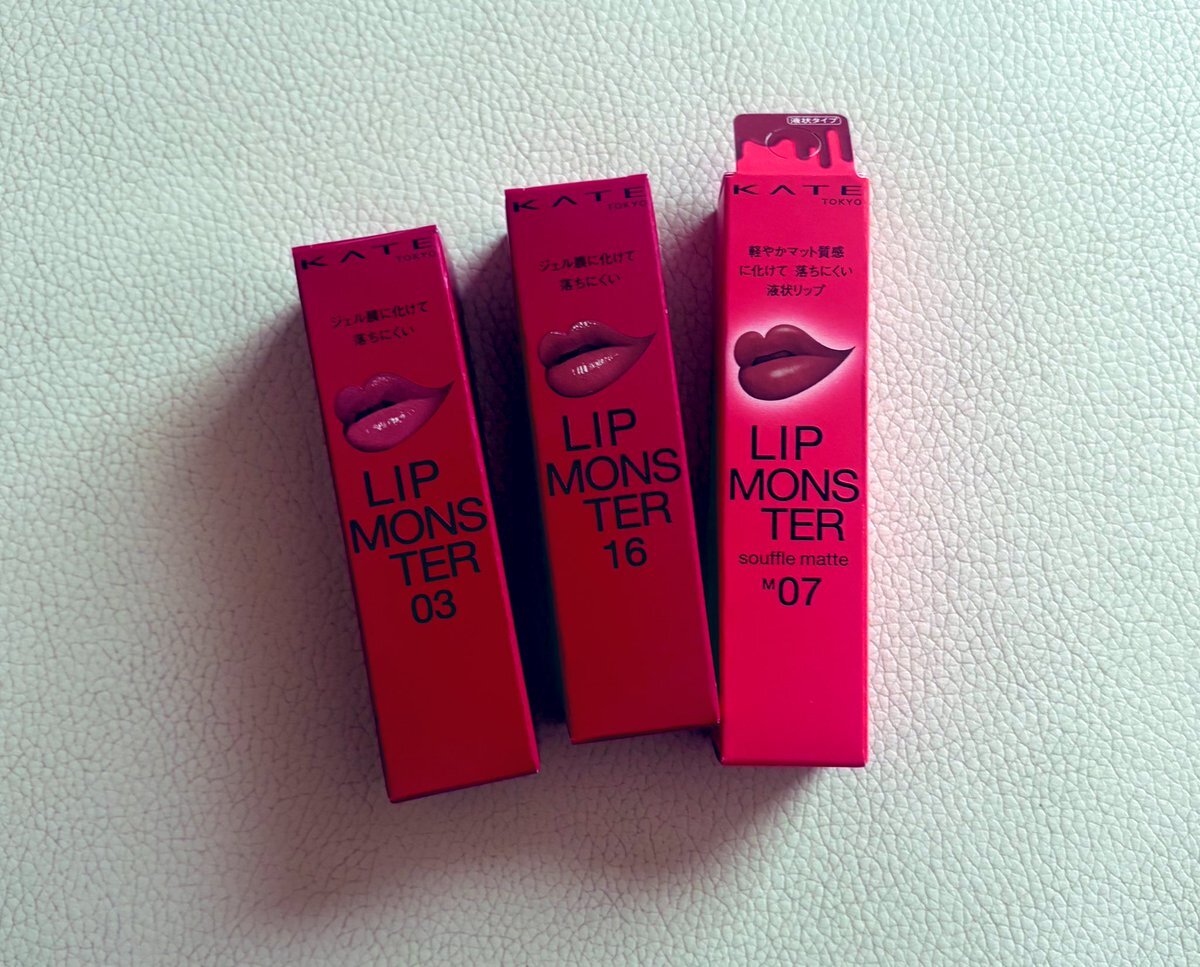 KATE
TOKYO
ジェル膜に化けて
落ちにくい
LIP
MONS
TER
03
KATE
TOKYO
ジェル膜に化けて
落ちにくい
LIP
MONS
TER
16
液状タイプ
KATE
TOKYO
軽やかマット質感
に化けて 落ちにくい
液状リップ
LIP
MONS
TER
souffle matte
M07